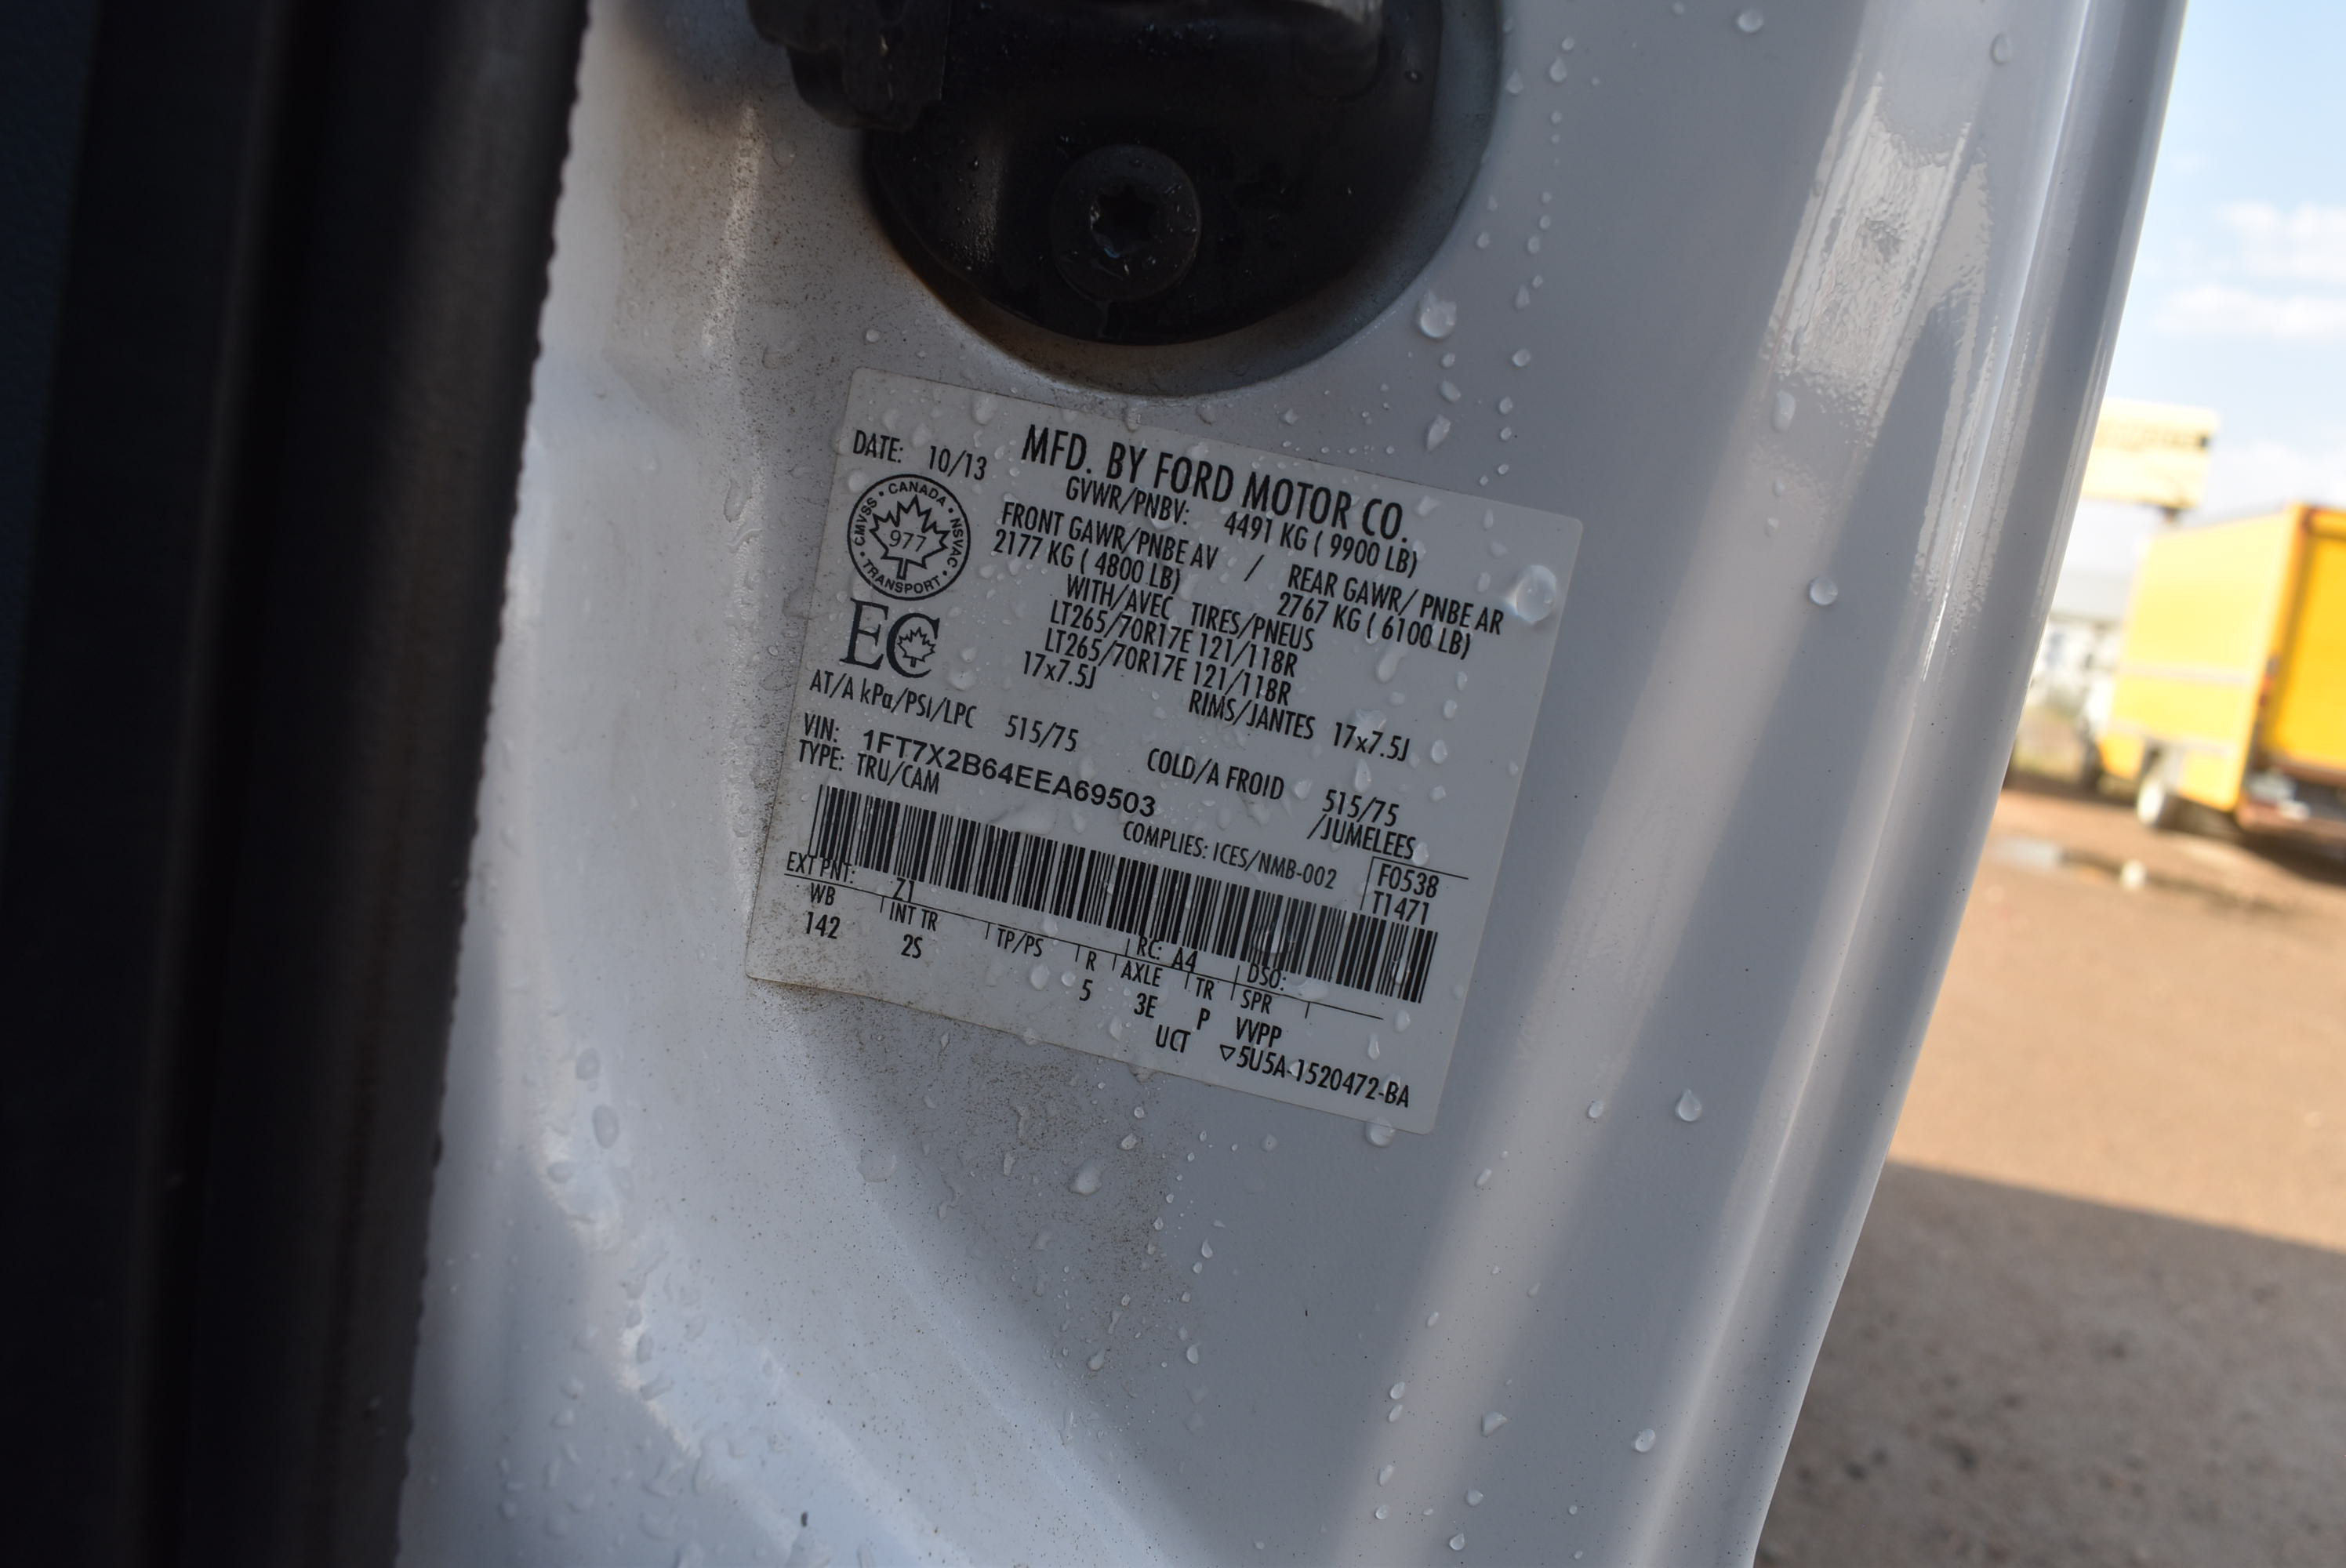 DATE: 10/13
MFD. BY FORD MOTOR CO.
GVWR/PNBV: 4491 KG ( 9900 LB)
FRONT GAWR/PNBE AV / REAR GAWR/ PNBE AR
2177 KG ( 4800 LB) 2767 KG ( 6100 LB)
WITH/AVEC TIRES/PNEUS
LT265/70R17E 121/118R
LT265/70R17E 121/118R
17x7.5J RIMS/JANTES 17x7.5J
CMVSS • CANADA • NSVAC • TRANSPORT •
977
EC
AT/A kPa/PSI/LPC 515/75 COLD/A FROID 515/75
/JUMELEES
VIN: 1FT7X2B64EEA69503
TYPE: TRU/CAM
COMPLIES: ICES/NMB-002
F0538
T1471
EXT PNT: Z1 RC: A4 DSO:
WB INT TR TP/PS R AXLE TR SPR
142 2S 5 3E P VVPP
UCT ▽5U5A-1520472-BA